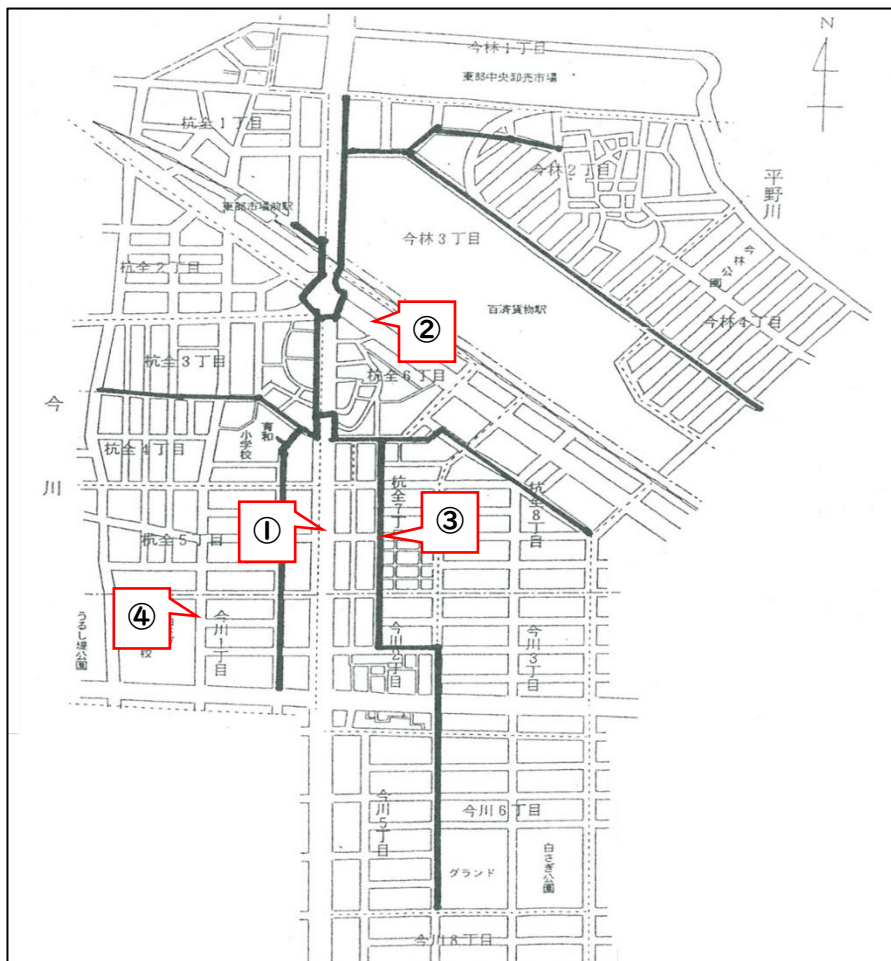 N
今林1丁目
東部中央卸売市場
杭全1丁目
今林2丁目
平野川
東部市場前駅
今林3丁目
今林公園
杭全2丁目
百済貨物駅
②
今林4丁目
杭全3丁目
杭全6丁目
今川
育和小学校
杭全4丁目
杭全7丁目
杭全8丁目
①
③
杭全5丁目
④
今川1丁目
うるし堤公園
校
今川2丁目
今川3丁目
今川5丁目
今川6丁目
グランド
白さぎ公園
今川8丁目